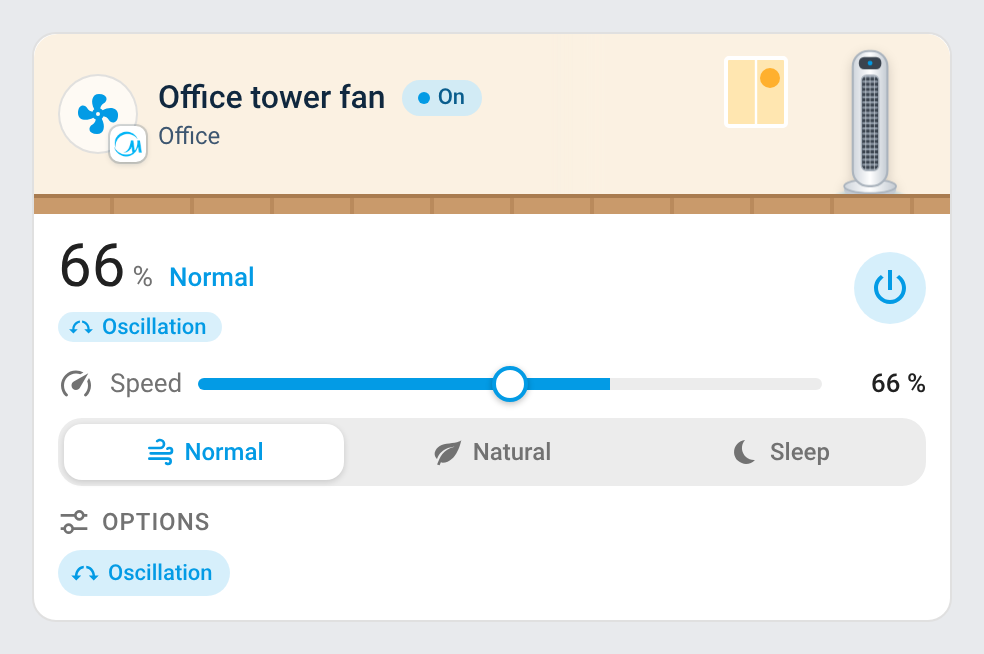 Office tower fan
On
Office
66 % Normal
Oscillation
Speed
66 %
Normal
Natural
Sleep
OPTIONS
Oscillation